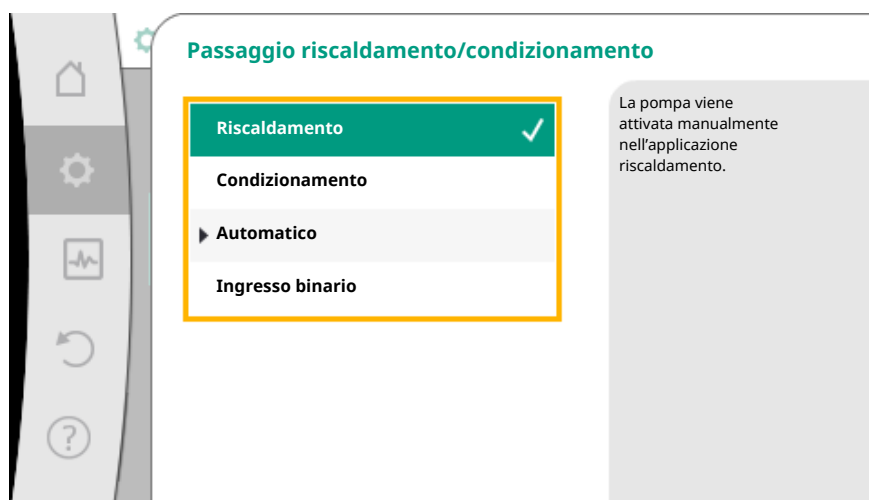 Passaggio riscaldamento/condizionamento
Riscaldamento
Condizionamento
Automatico
Ingresso binario
La pompa viene
attivata manualmente
nell'applicazione
riscaldamento.
?